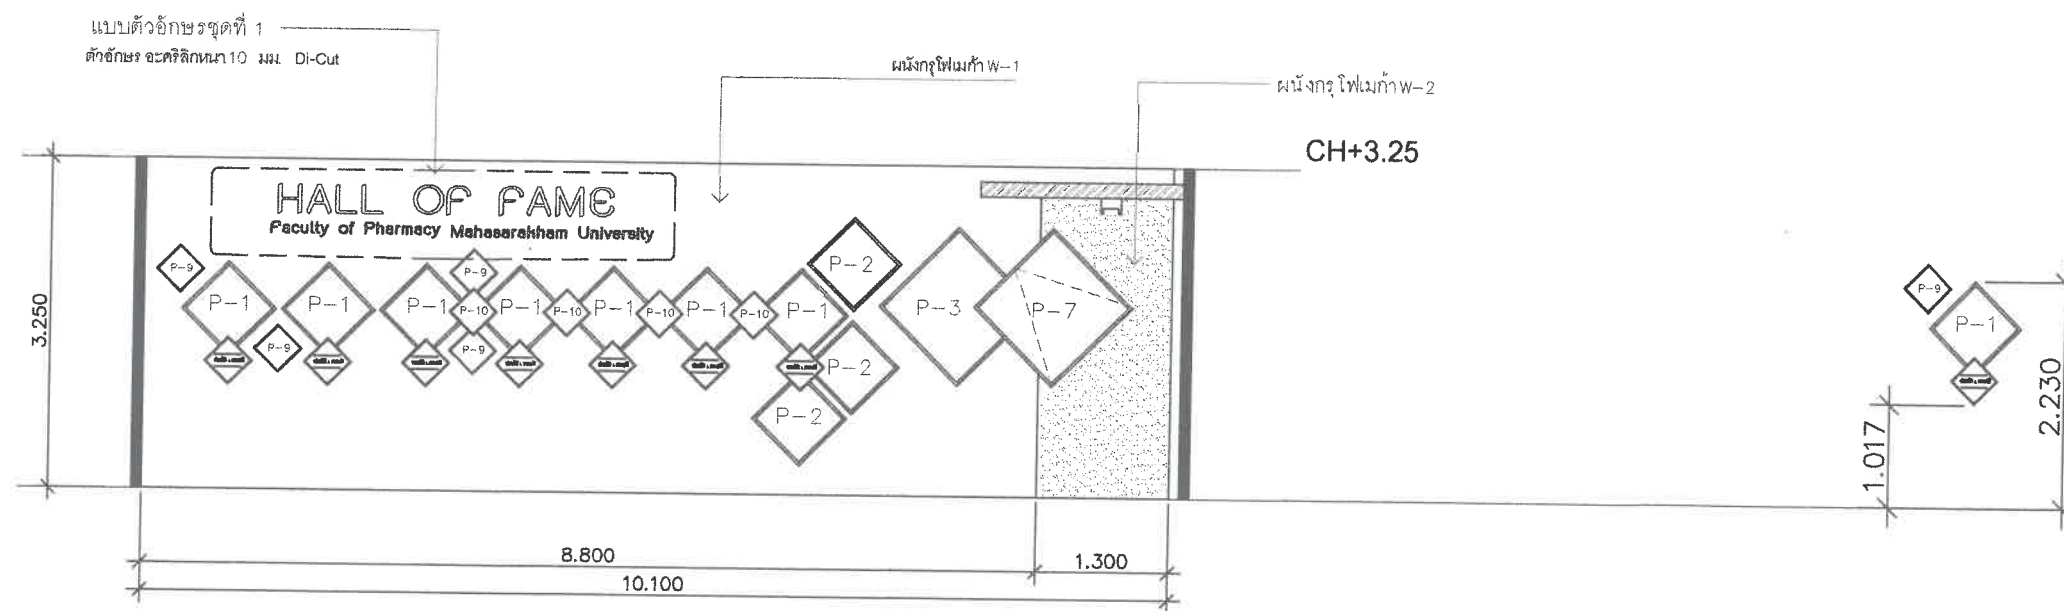 แบบตัวอักษรชุดที่ 1
ตัวอักษร อะคริลิกหนา10 มม. Di-Cut
ผนังกรุโฟเมก้า W-1
ผนังกรุโฟเมก้าW-2
CH+3.25
HALL OF FAME
Faculty of Pharmacy Mahasarakham University
P-9
P-1
P-1
P-1
P-9
P-1
P-1
P-1
P-1
P-2
P-3
P-7
P-10
P-10
P-10
P-10
P-9
P-9
P-2
P-2
3.250
8.800
1.300
10.100
P-9
P-1
1.017
2.230